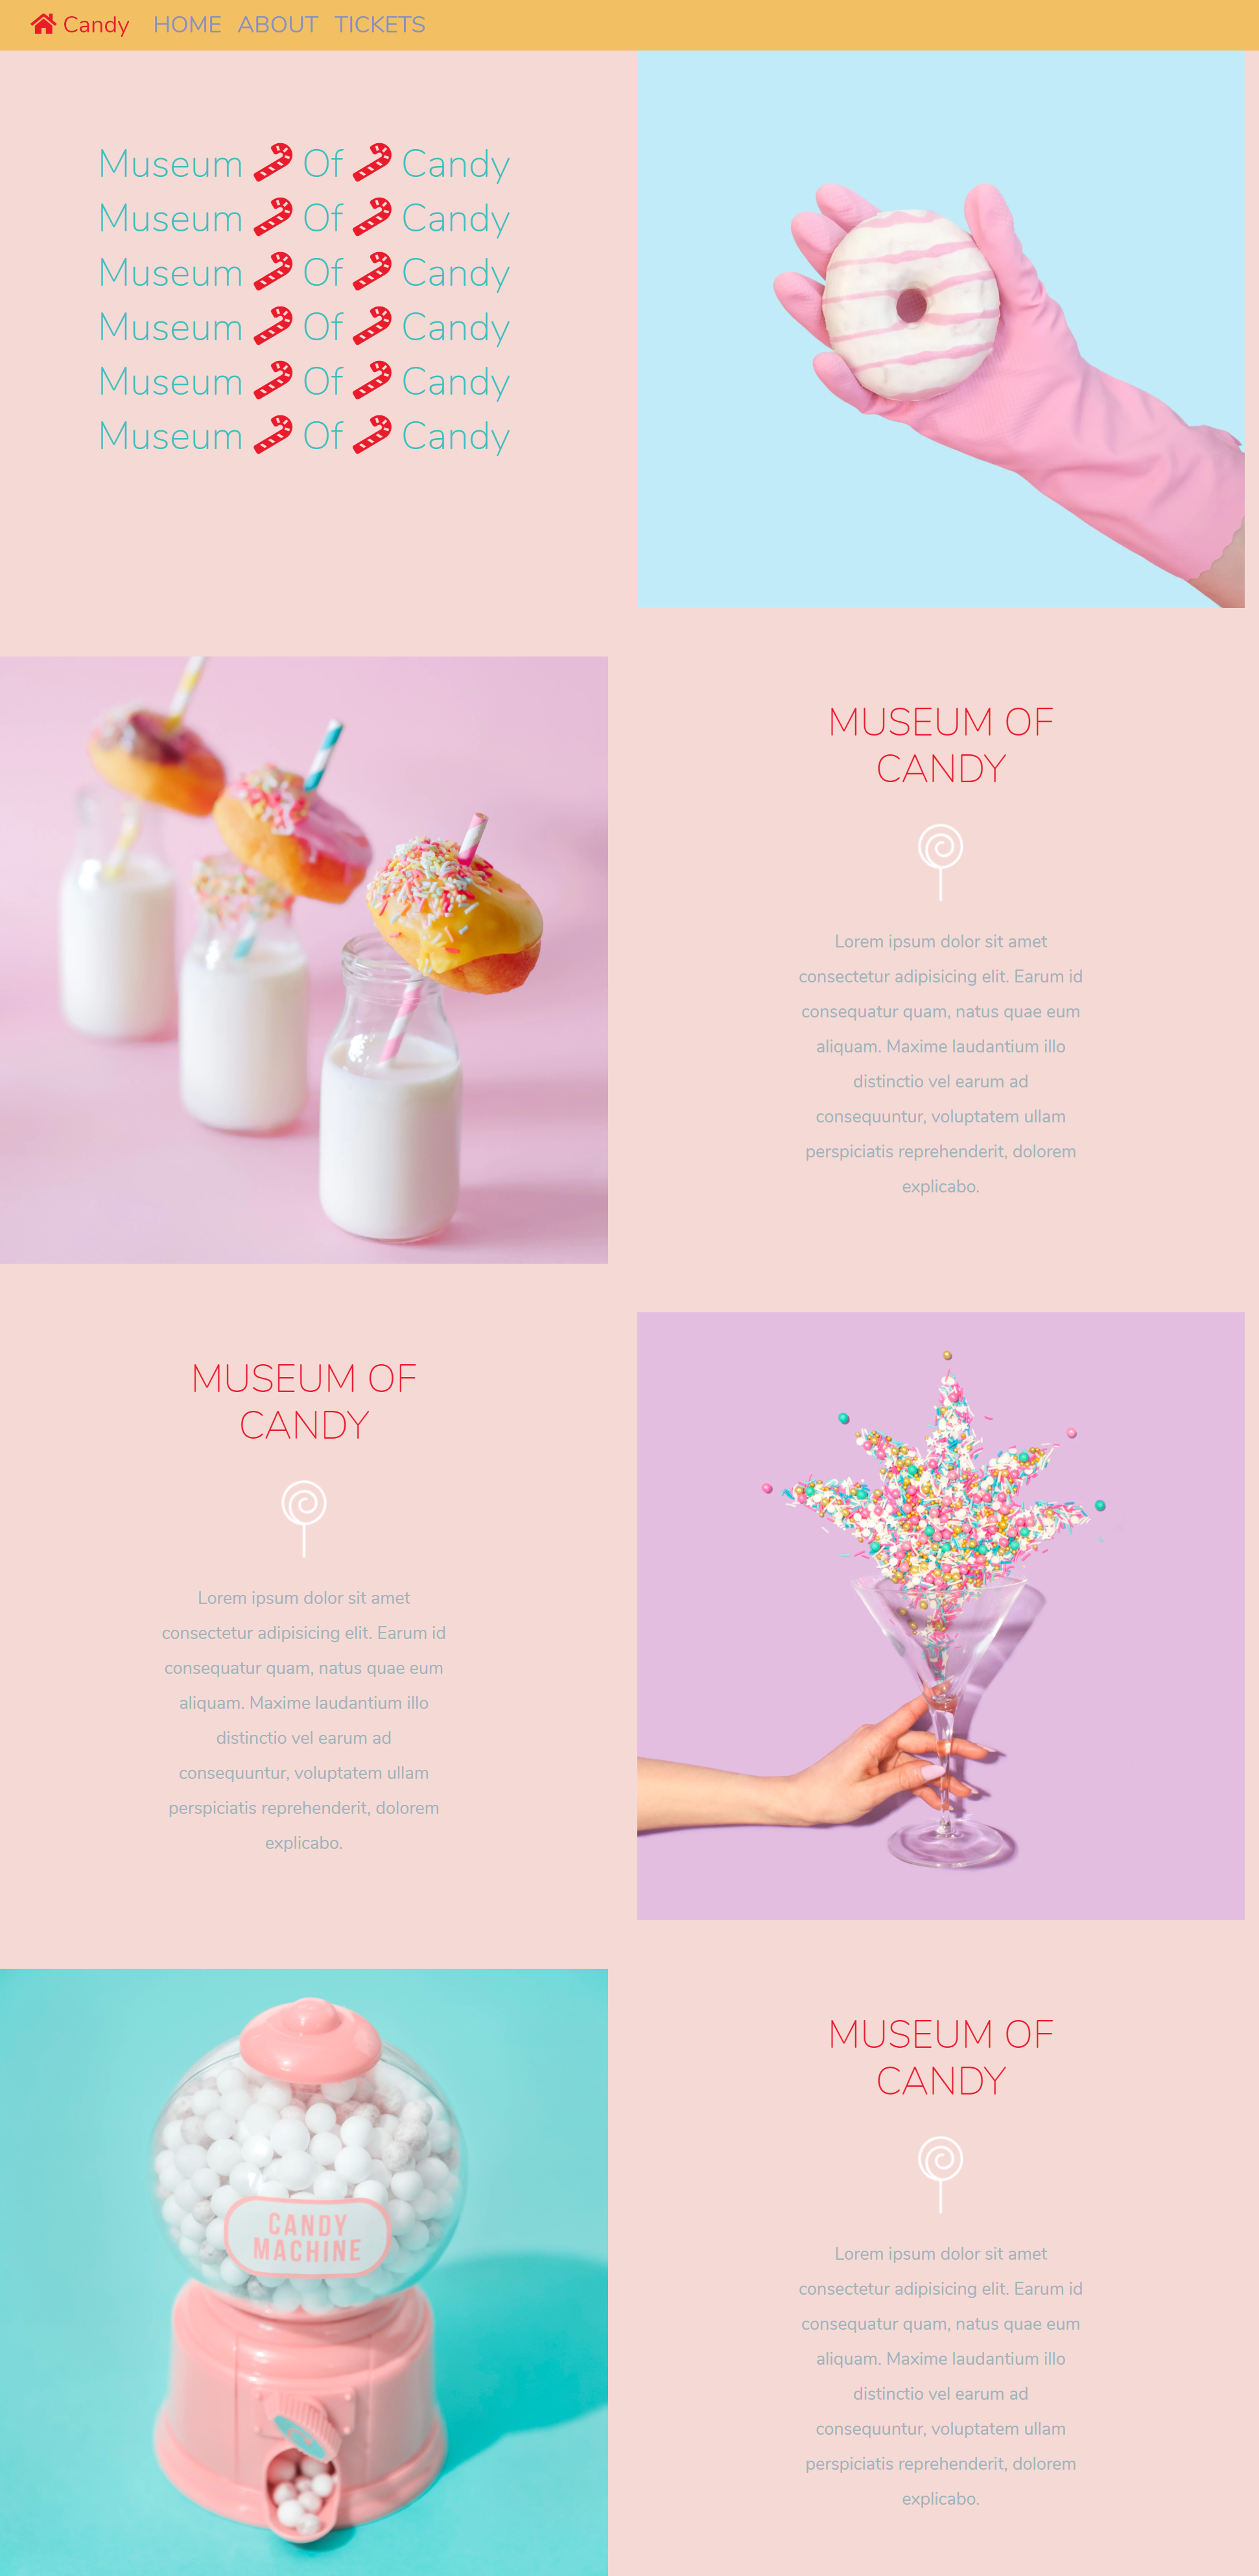 Candy HOME ABOUT TICKETS
Museum Of Candy
Museum Of Candy
Museum Of Candy
Museum Of Candy
Museum Of Candy
Museum Of Candy
MUSEUM OF
CANDY
Lorem ipsum dolor sit amet
consectetur adipisicing elit. Earum id
consequatur quam, natus quae eum
aliquam. Maxime laudantium illo
distinctio vel earum ad
consequuntur, voluptatem ullam
perspiciatis reprehenderit, dolorem
explicabo.
MUSEUM OF
CANDY
Lorem ipsum dolor sit amet
consectetur adipisicing elit. Earum id
consequatur quam, natus quae eum
aliquam. Maxime laudantium illo
distinctio vel earum ad
consequuntur, voluptatem ullam
perspiciatis reprehenderit, dolorem
explicabo.
CANDY
MACHINE
MUSEUM OF
CANDY
Lorem ipsum dolor sit amet
consectetur adipisicing elit. Earum id
consequatur quam, natus quae eum
aliquam. Maxime laudantium illo
distinctio vel earum ad
consequuntur, voluptatem ullam
perspiciatis reprehenderit, dolorem
explicabo.